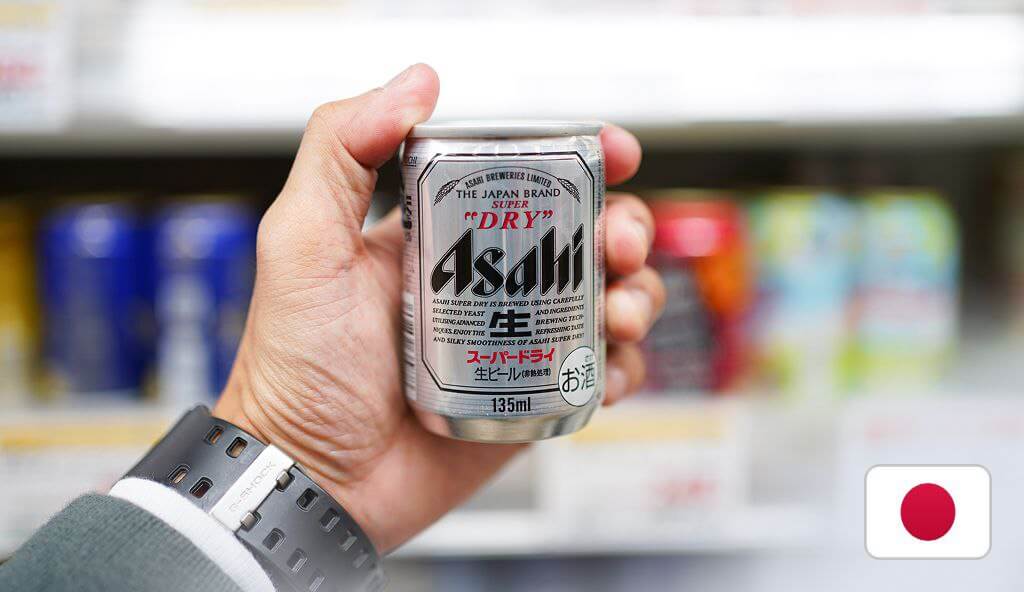 ASAHI BREWERIES LIMITED
THE JAPAN BRAND
SUPER
"DRY"
Asahi
ASAHI SUPER DRY IS BREWED USING CAREFULLY
SELECTED YEAST AND INGREDIENTS
UTILISING ADVANCED 生 BREWING TECH-
NIQUES. ENJOY THE REFRESHING TASTE
AND SILKY SMOOTHNESS OF ASAHI SUPER DRY!
スーパードライ
生ビール(非熱処理)
お酒
135ml
G-SHOCK